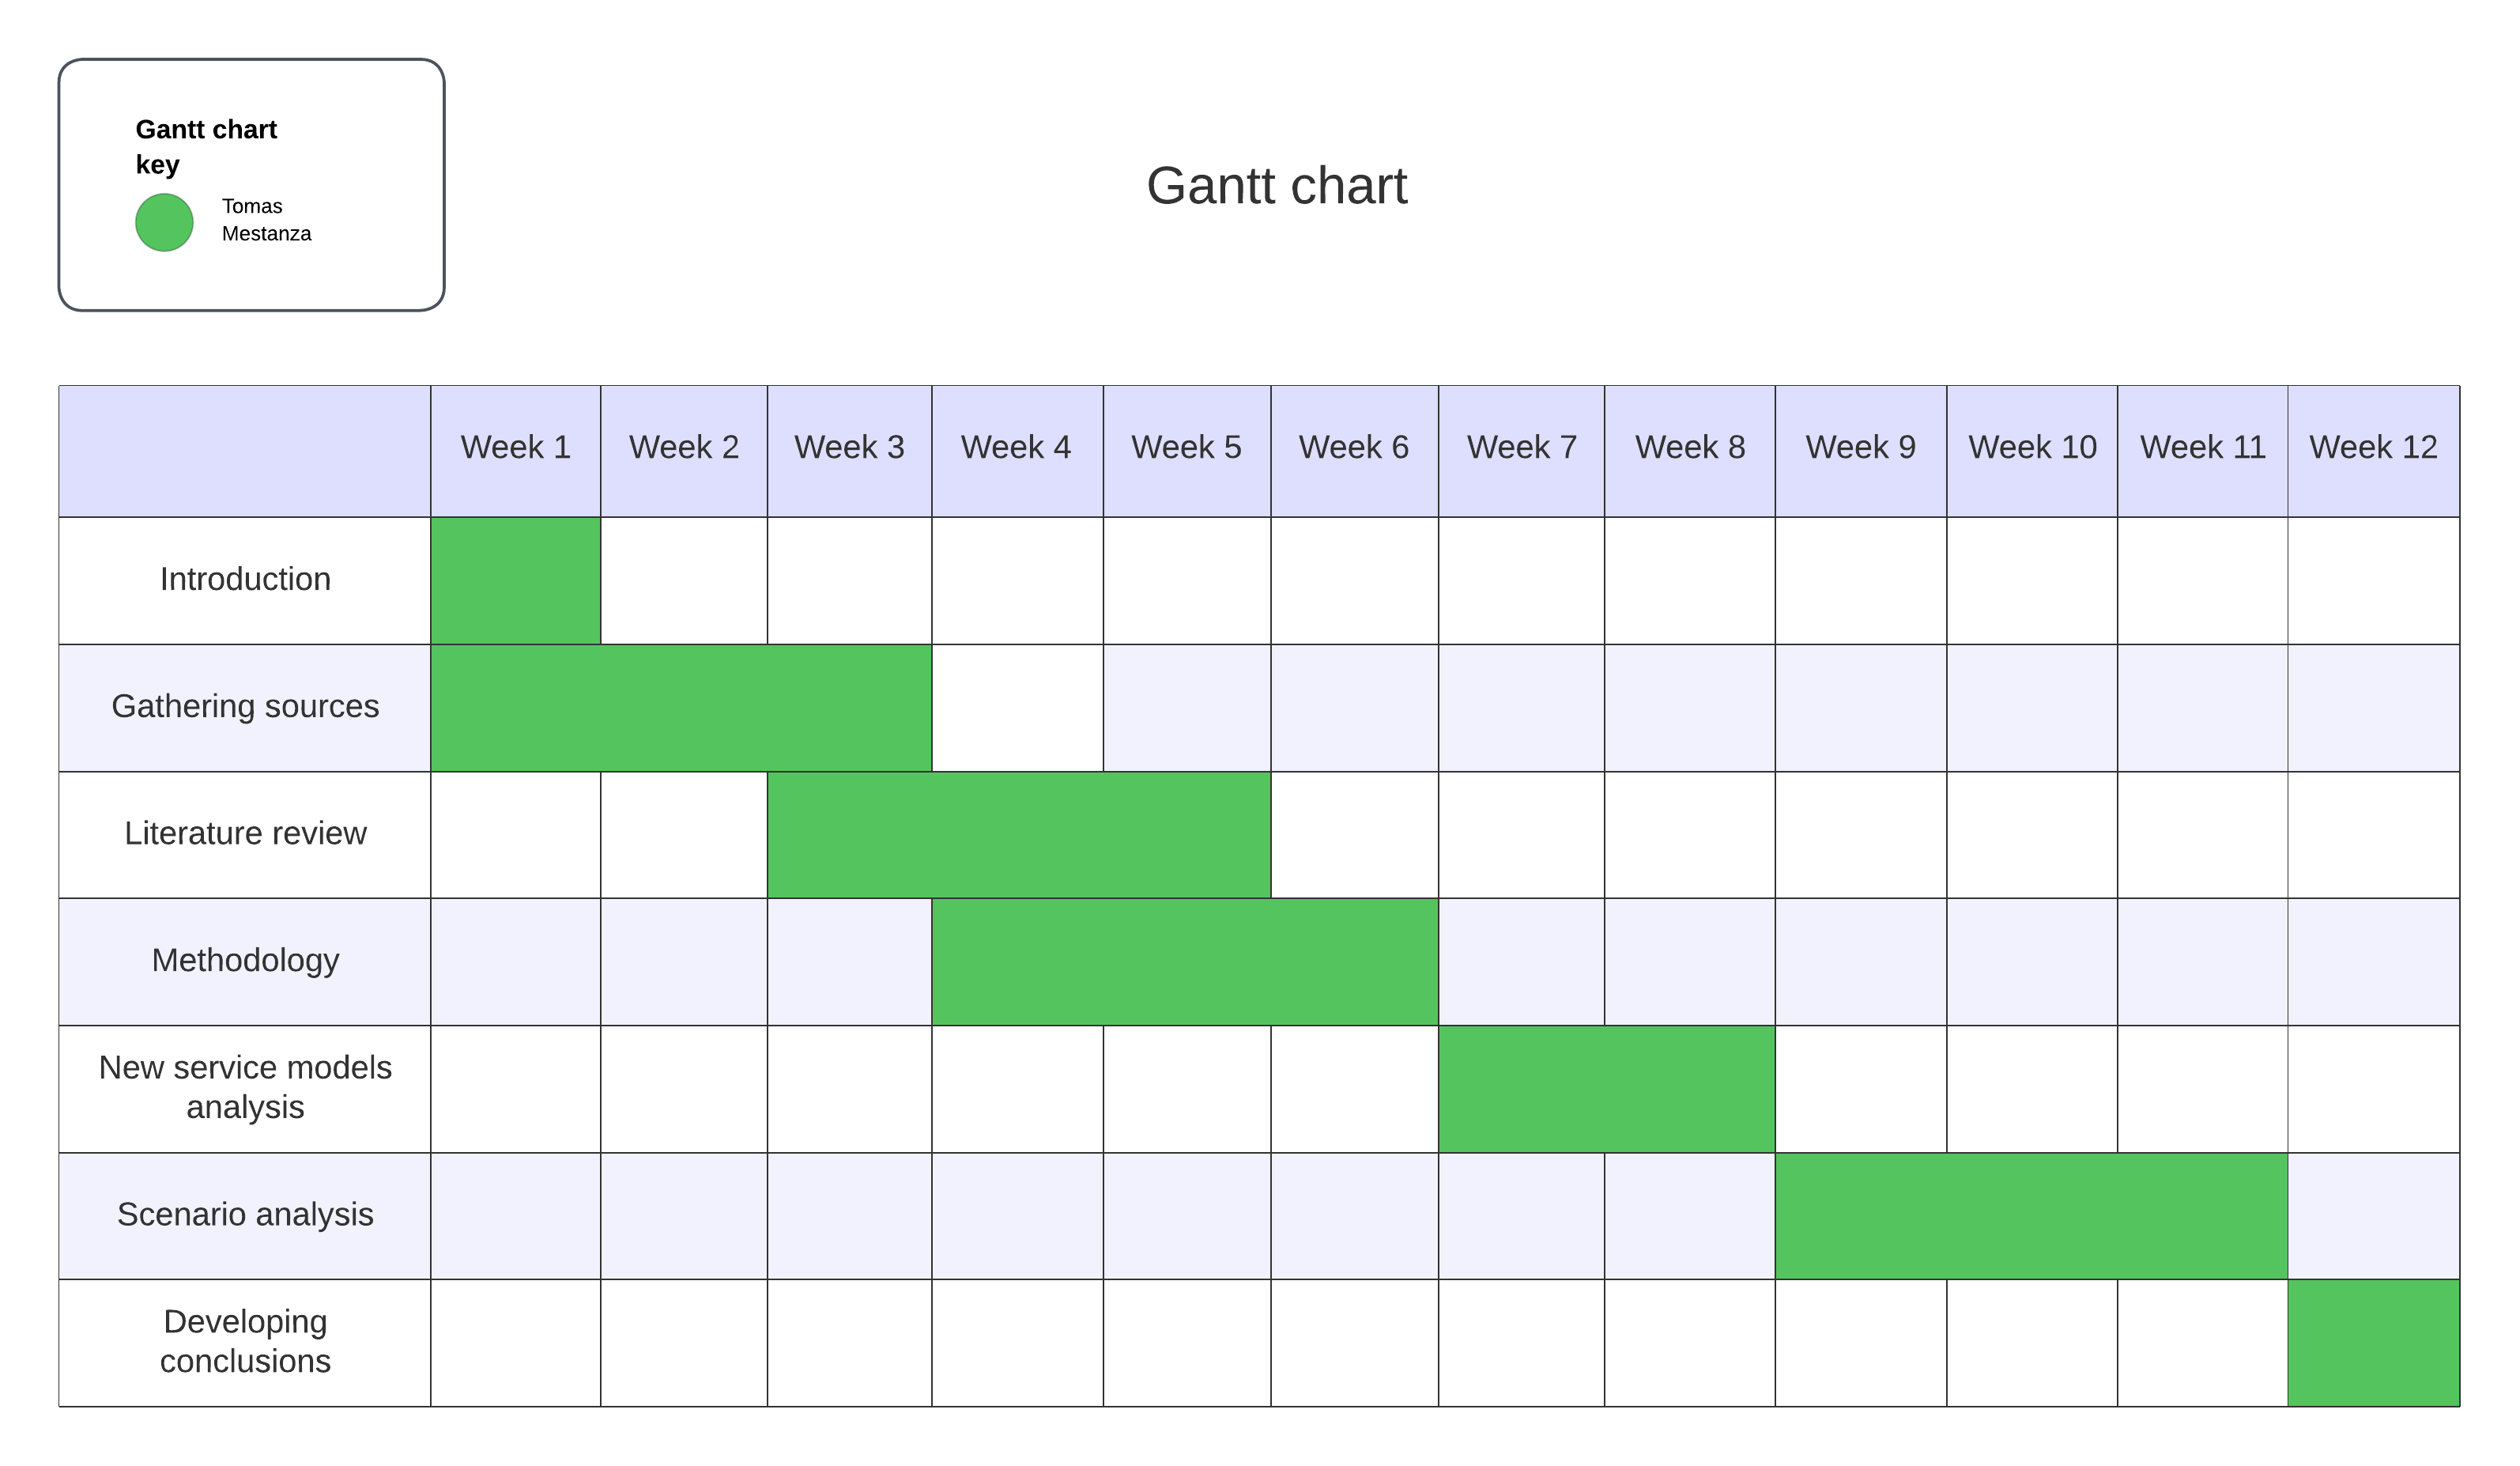 Gantt chart
key
Tomas
Mestanza
Gantt chart
Week 1 Week 2 Week 3 Week 4 Week 5 Week 6 Week 7 Week 8 Week 9 Week 10 Week 11 Week 12
Introduction
Gathering sources
Literature review
Methodology
New service models
analysis
Scenario analysis
Developing
conclusions